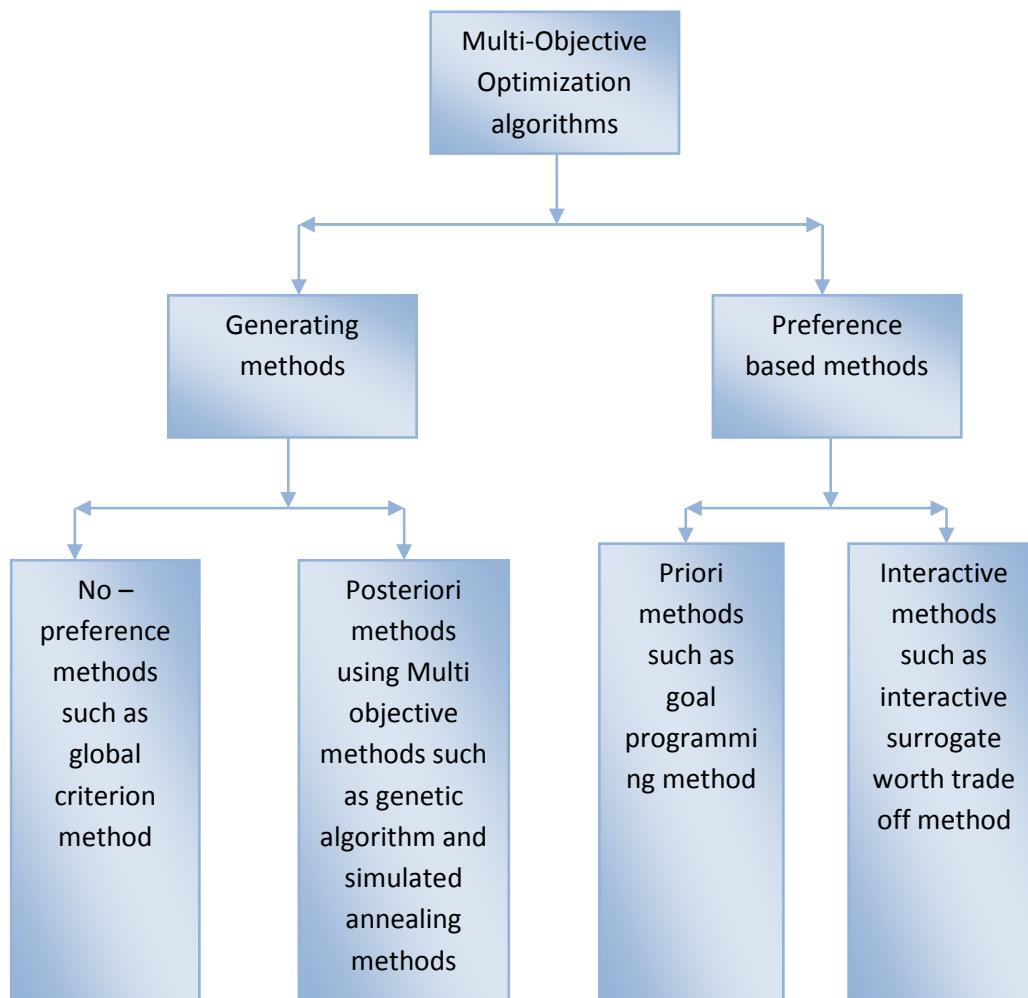 Multi-Objective
Optimization
algorithms
Generating
methods
Preference
based methods
No –
preference
methods
such as
global
criterion
method
Posteriori
methods
using Multi
objective
methods such
as genetic
algorithm and
simulated
annealing
methods
Priori
methods
such as
goal
programmi
ng method
Interactive
methods
such as
interactive
surrogate
worth trade
off method